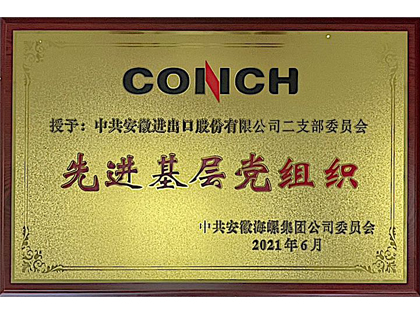 CONCH
授予：中共安徽进出口股份有限公司二支部委员会
先进基层党组织
中共安徽海螺集团公司委员会
2021年6月